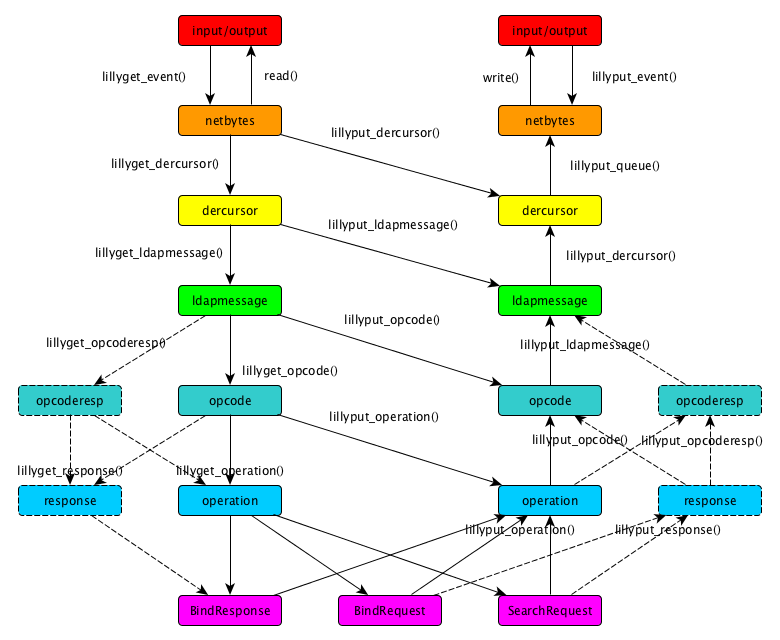 input/output
input/output
lillyget_event()
read()
write()
lillyput_event()
netbytes
netbytes
lillyput_dercursor()
lillyget_dercursor()
lillyput_queue()
dercursor
dercursor
lillyput_ldapmessage()
lillyget_ldapmessage()
lillyput_dercursor()
ldapmessage
ldapmessage
lillyput_opcode()
lillyget_opcoderesp()
lillyput_ldapmessage()
lillyget_opcode()
opcoderesp
opcode
opcode
opcoderesp
lillyput_operation()
lillyput_opcode()
lillyput_opcoderesp()
lillyget_response()
lillyget_operation()
response
operation
operation
response
lillyput_operation()
lillyput_response()
BindResponse
BindRequest
SearchRequest